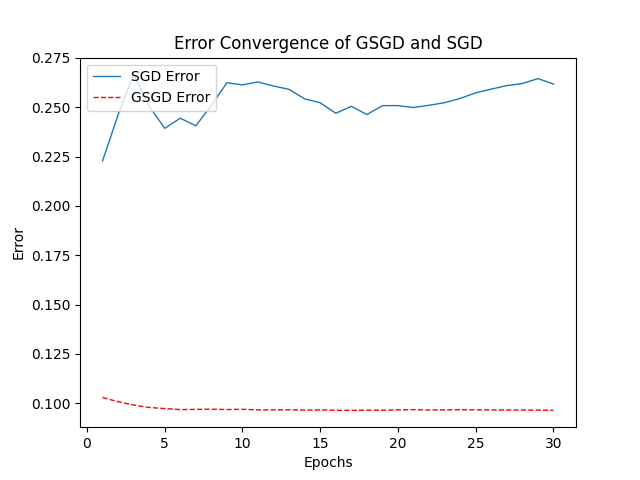 Error Convergence of GSGD and SGD
SGD Error
GSGD Error
Error
0.275
0.250
0.225
0.200
0.175
0.150
0.125
0.100
0 5 10 15 20 25 30
Epochs